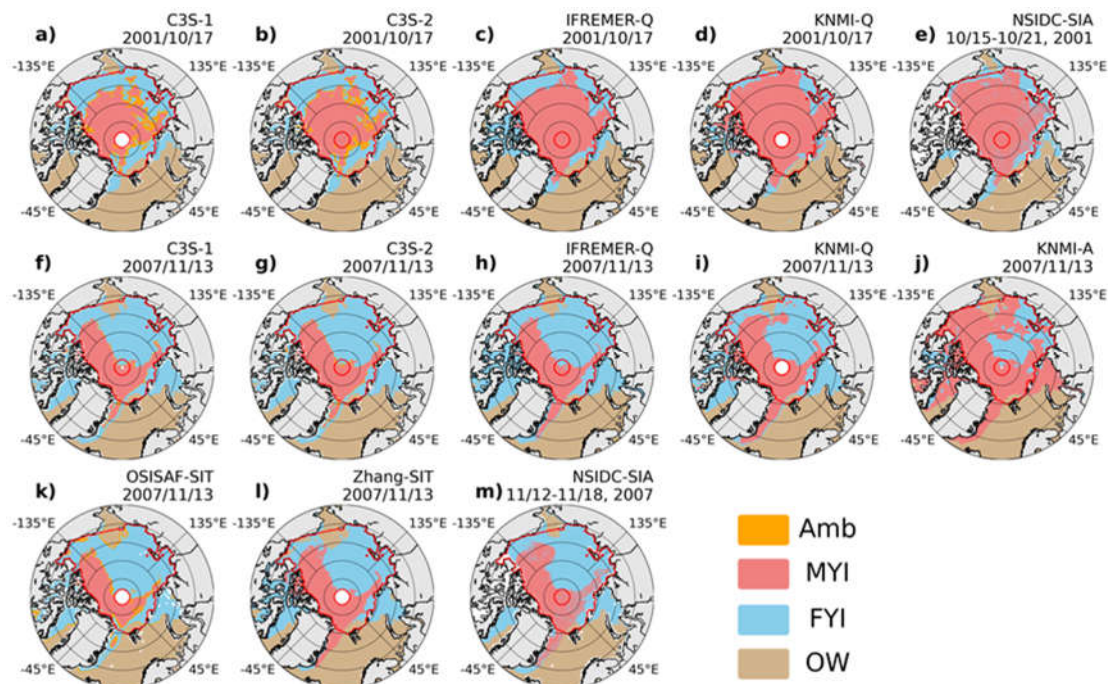 a) C3S-1
2001/10/17
-135°E 135°E
-45°E 45°E
b) C3S-2
2001/10/17
-135°E 135°E
-45°E 45°E
c) IFREMER-Q
2001/10/17
-135°E 135°E
-45°E 45°E
d) KNMI-Q
2001/10/17
-135°E 135°E
-45°E 45°E
e) NSIDC-SIA
10/15-10/21, 2001
-135°E 135°E
-45°E 45°E
f) C3S-1
2007/11/13
-135°E 135°E
-45°E 45°E
g) C3S-2
2007/11/13
-135°E 135°E
-45°E 45°E
h) IFREMER-Q
2007/11/13
-135°E 135°E
-45°E 45°E
i) KNMI-Q
2007/11/13
-135°E 135°E
-45°E 45°E
j) KNMI-A
2007/11/13
-135°E 135°E
-45°E 45°E
k) OSISAF-SIT
2007/11/13
-135°E 135°E
-45°E 45°E
l) Zhang-SIT
2007/11/13
-135°E 135°E
-45°E 45°E
m) NSIDC-SIA
11/12-11/18, 2007
-135°E 135°E
-45°E 45°E
Amb
MYI
FYI
OW